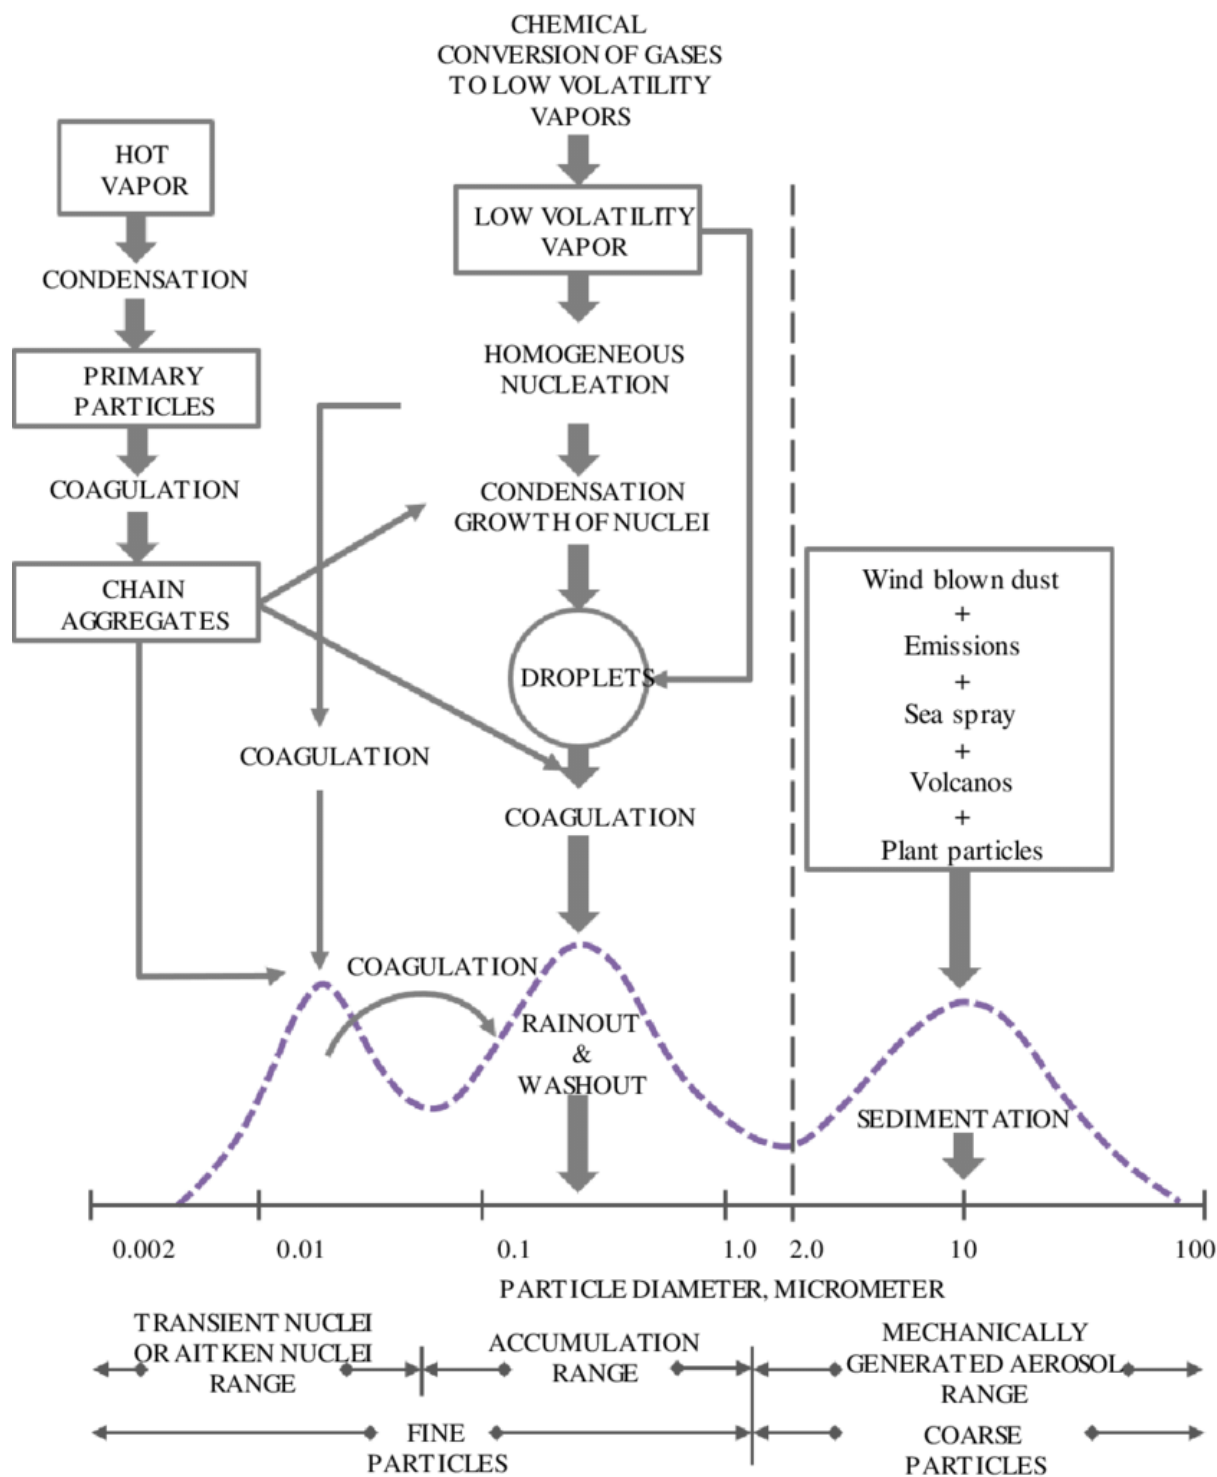 CHEMICAL
CONVERSION OF GASES
TO LOW VOLATILITY
VAPORS
HOT
VAPOR
LOW VOLATILITY
VAPOR
CONDENSATION
HOMOGENEOUS
NUCLEATION
PRIMARY
PARTICLES
COAGULATION
CONDENSATION
GROWTH OF NUCLEI
CHAIN
AGGREGATES
Wind blown dust
+
Emissions
+
Sea spray
+
Volcanos
+
Plant particles
DROPLETS
COAGULATION
COAGULATION
COAGULATION
RAINOUT
&
WASHOUT
SEDIMENTATION
0.002 0.01 0.1 1.0 2.0 10 100
PARTICLE DIAMETER, MICROMETER
TRANSIENT NUCLEI
OR AITKEN NUCLEI
RANGE
ACCUMULATION
RANGE
MECHANICALLY
GENERATED AEROSOL
RANGE
FINE
PARTICLES
COARSE
PARTICLES